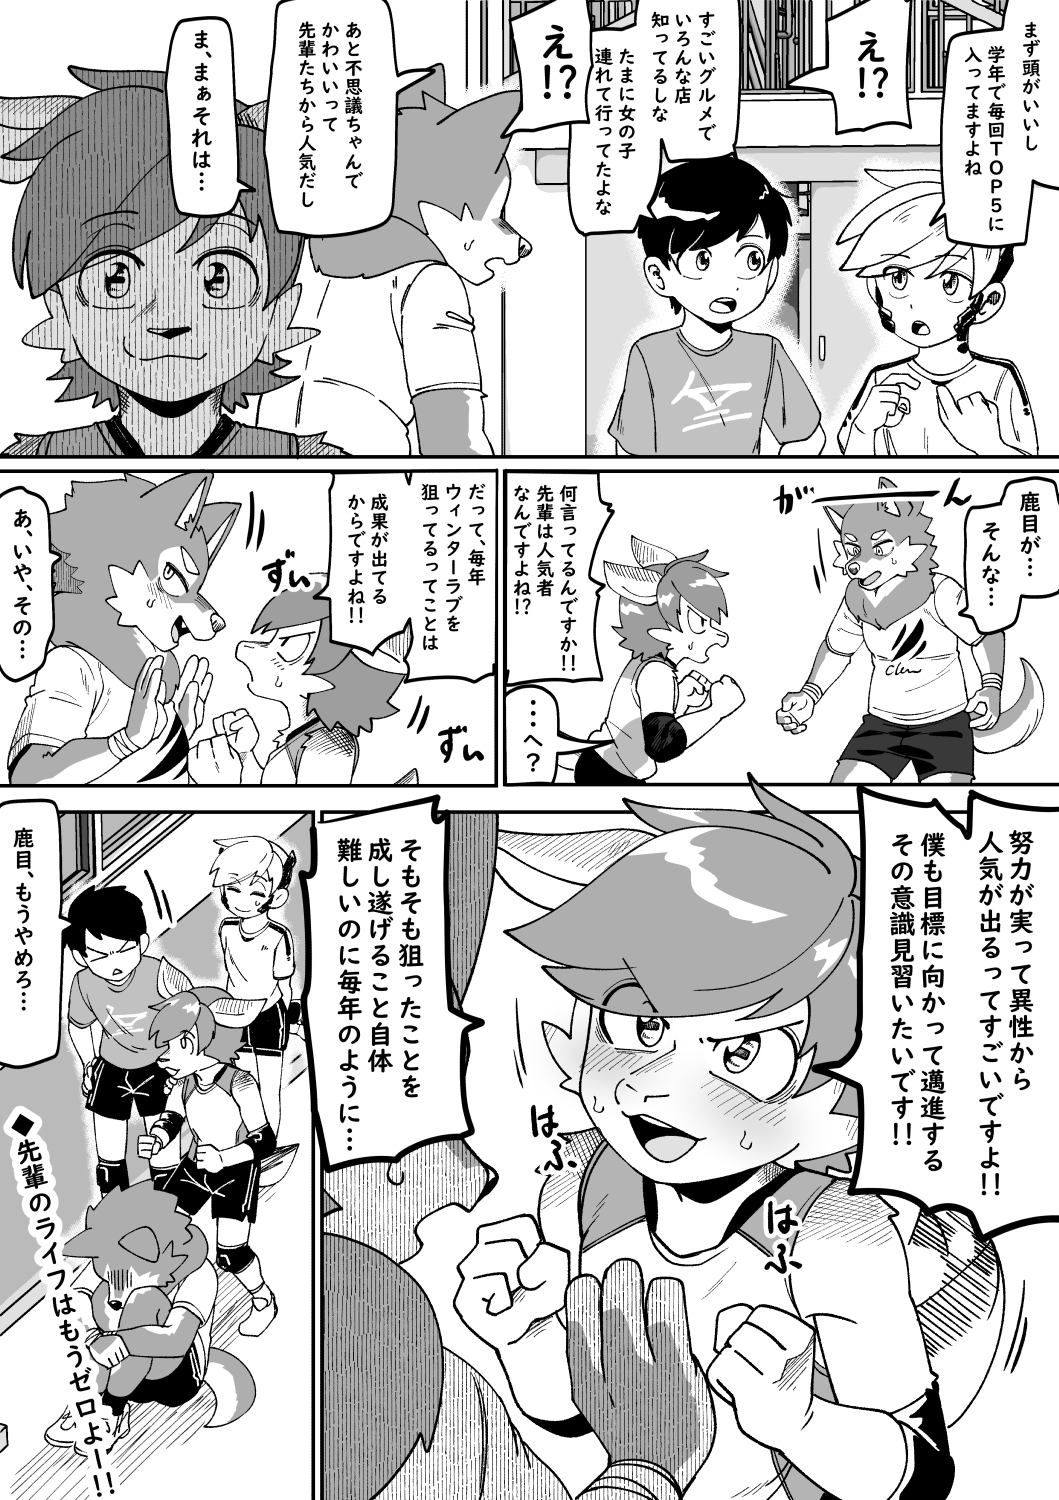 まず頭がいいし
学年で毎回TOP5に
入ってますよね
え!?
すごいグルメで
いろんな店
知ってるしな
たまに女の子
連れて行ってたよな
え!?
あと不思議ちゃんで
かわいいって
先輩たちから人気だし
ま、まぁそれは…
鹿目が…
そんな…
がーん
何言ってるんですか!!
先輩は人気者
なんですよね!?
…へ?
だって、毎年
ウィンターラブを
狙ってるってことは
成果が出てる
からですよね!!
ずい
ずい
あ、いや、その…
努力が実って異性から
人気が出るってすごいですよ!!
僕も目標に向かって邁進する
その意識見習いたいです!!
はふ
はふ
そもそも狙ったことを
成し遂げること自体
難しいのに毎年のように…
鹿目、もうやめろ…
◆先輩のライフはもうゼロよー!!